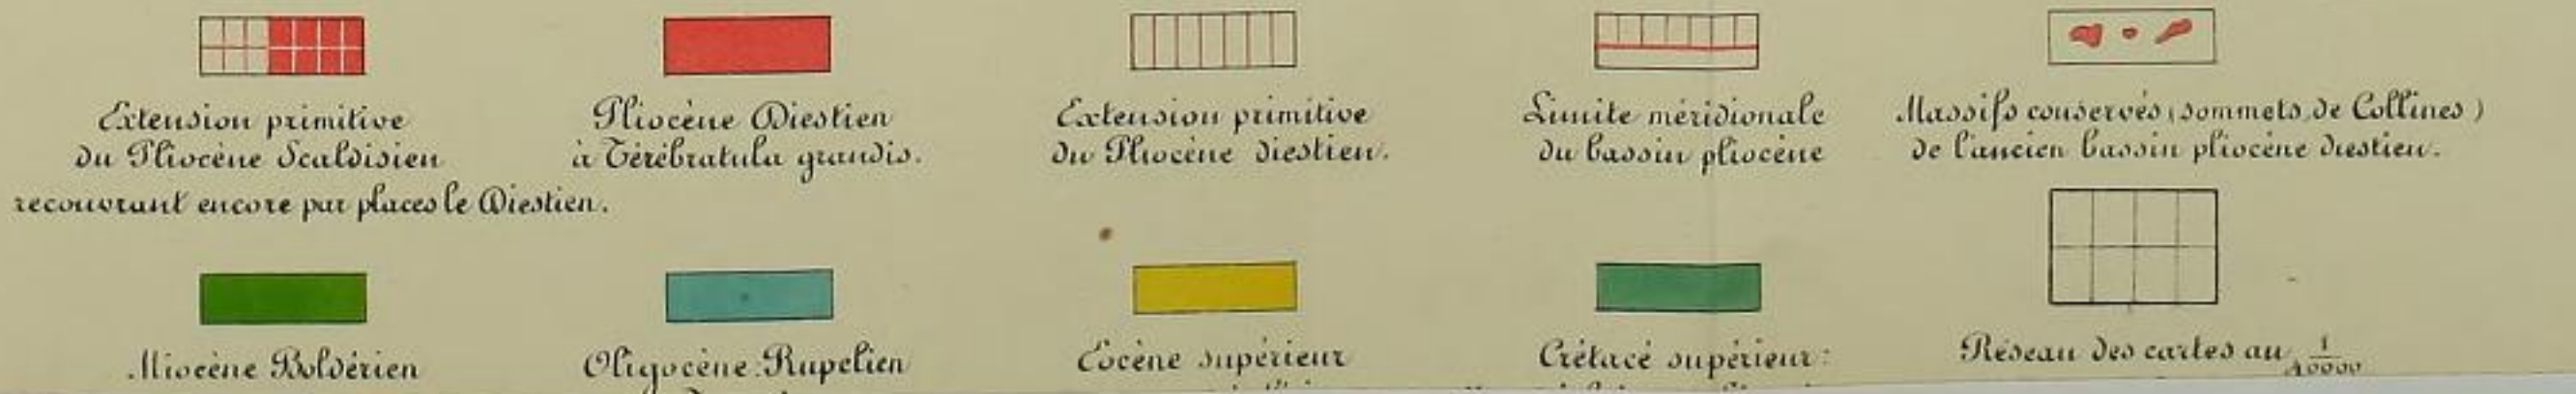 Extension primitive
du Pliocène Scaldisien
recouvrant encore par places le Diestien.
Pliocène Diestien
à Térébratula grandis.
Extension primitive
du Pliocène diestien.
Limite méridionale
du bassin pliocène
Massifs conservés (sommets de Collines)
de l'ancien bassin pliocène diestien.
Miocène Boldérien
Oligocène: Rupelien
Eocène supérieur
Crétacé supérieur:
Réseau des cartes au 1/40000